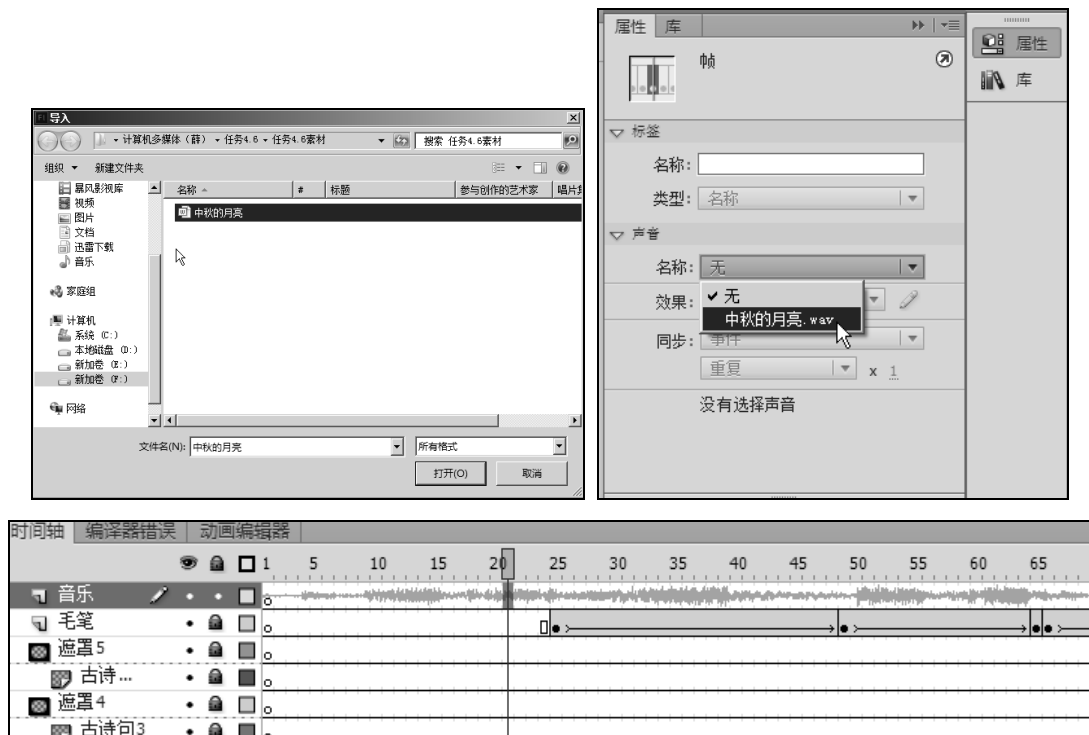 导入
计算机多媒体（薛） 任务4.6 任务4.6素材
搜索 任务4.6素材
组织 新建文件夹
名称 # 标题 参与创作的艺术家 唱片集
暴风影视库
视频
图片
文档
迅雷下载
音乐
家庭组
计算机
系统 (C:)
本地磁盘 (D:)
新加卷 (E:)
新加卷 (F:)
网络
中秋的月亮
文件名(N): 中秋的月亮 所有格式
打开(O) 取消
属性 库
帧
标签
名称:
类型: 名称
声音
名称: 无
无
中秋的月亮.wav
效果:
同步: 事件
重复 x 1
没有选择声音
属性
库
时间轴 编译器错误 动画编辑器
1 5 10 15 20 25 30 35 40 45 50 55 60 65
音乐
毛笔
遮罩5
古诗...
遮罩4
古诗句3